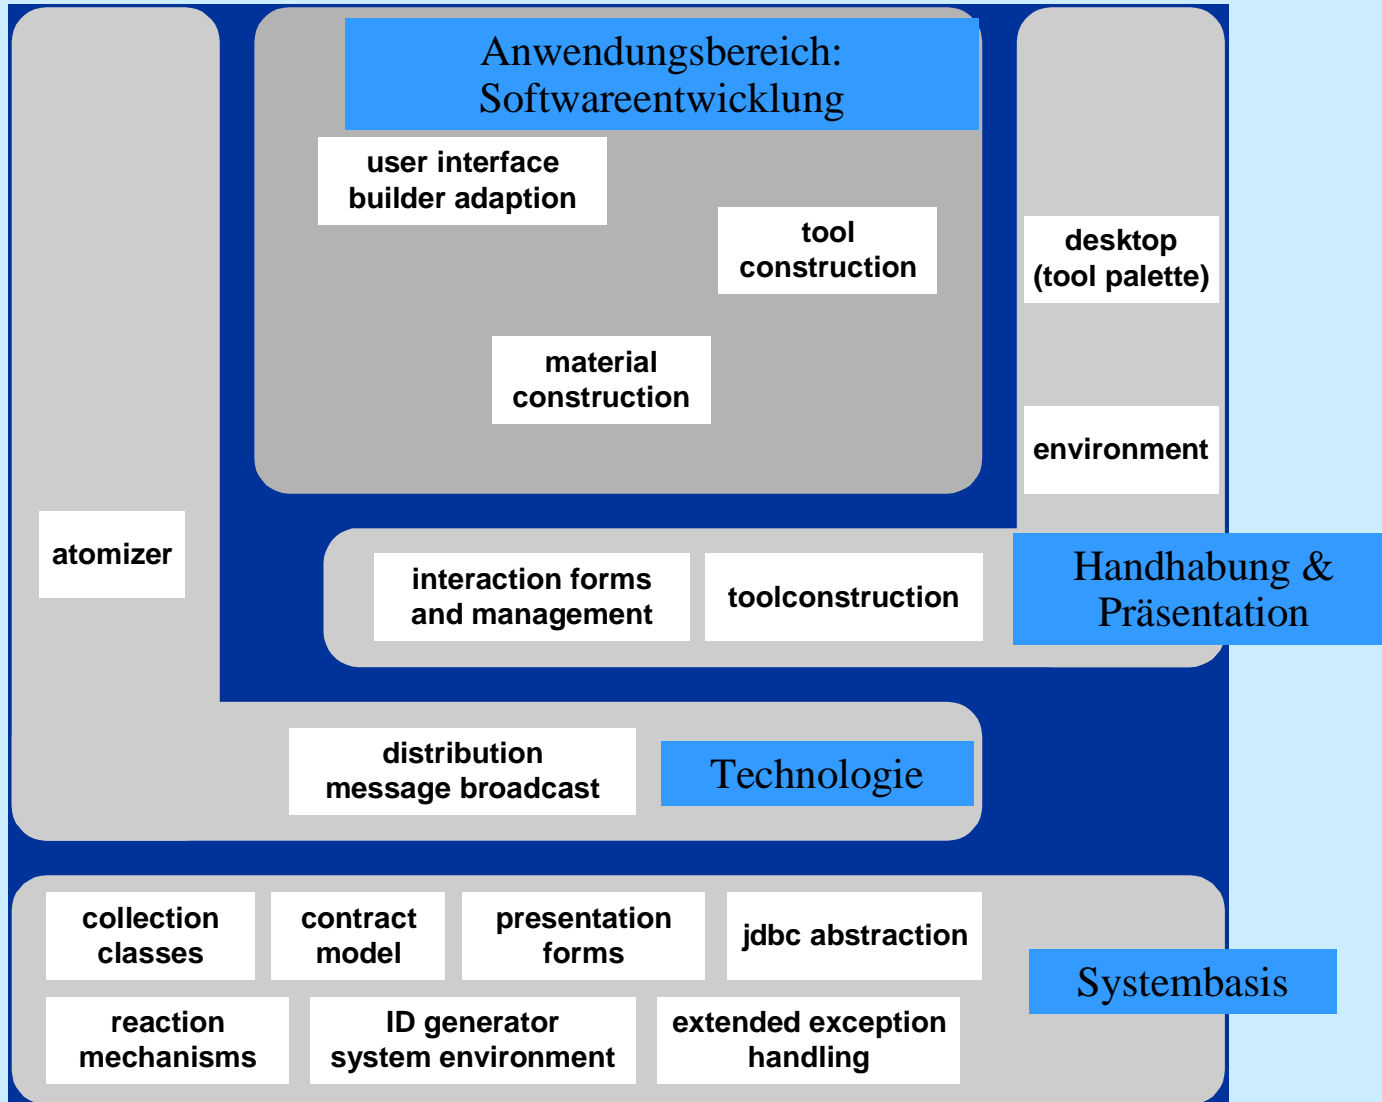 Anwendungsbereich:
Softwareentwicklung
user interface
builder adaption
tool
construction
desktop
(tool palette)
material
construction
environment
atomizer
interaction forms
and management
toolconstruction
Handhabung &
Präsentation
distribution
message broadcast
Technologie
collection
classes
contract
model
presentation
forms
jdbc abstraction
Systembasis
reaction
mechanisms
ID generator
system environment
extended exception
handling